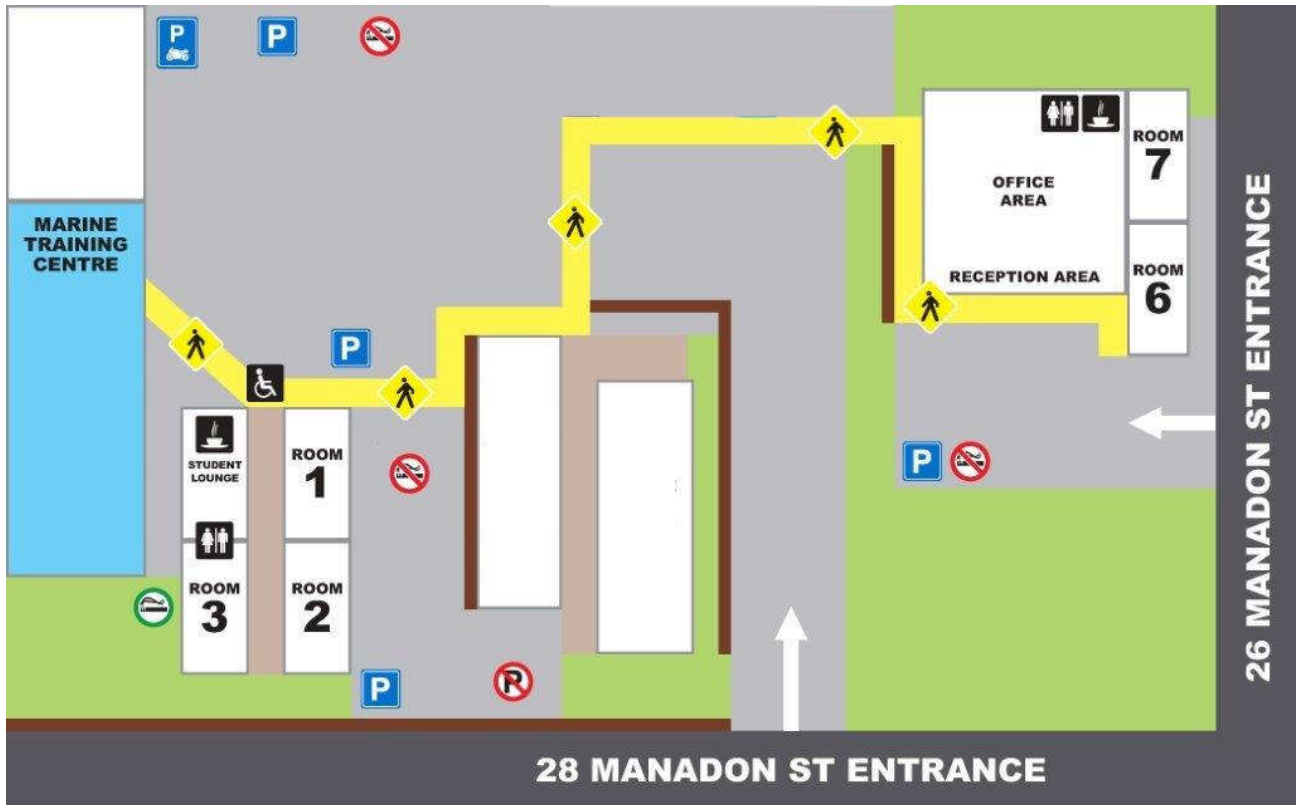 P
P
MARINE
TRAINING
CENTRE
OFFICE
AREA
RECEPTION AREA
ROOM
7
ROOM
6
P
STUDENT
LOUNGE
ROOM
1
P
ROOM
3
ROOM
2
P
P
26 MANADON ST ENTRANCE
28 MANADON ST ENTRANCE